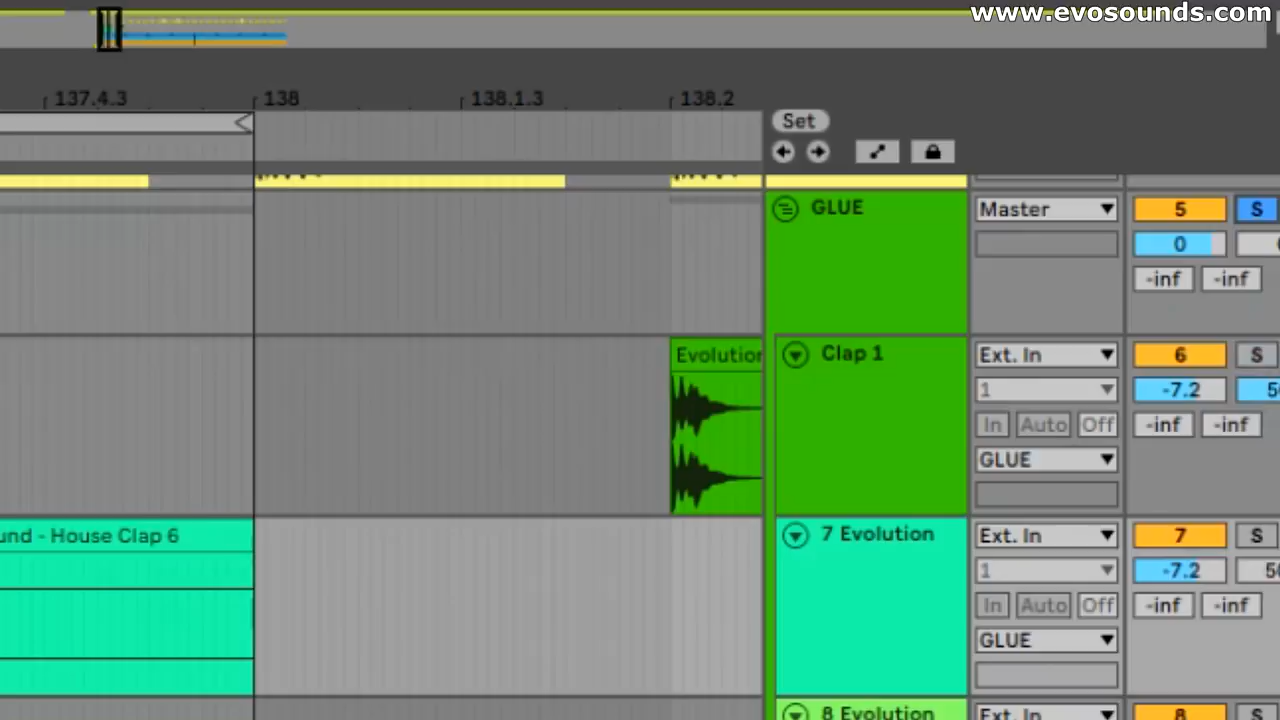 www.evosounds.com
137.4.3 138 138.1.3 138.2
Set
GLUE Master 5 S
0
-inf -inf
Evolution Clap 1 Ext. In 6 S
1 -7.2
In Auto Off -inf -inf
GLUE
und - House Clap 6 7 Evolution Ext. In 7 S
1 -7.2
In Auto Off -inf -inf
GLUE
8 Evolution Ext. In 8 S